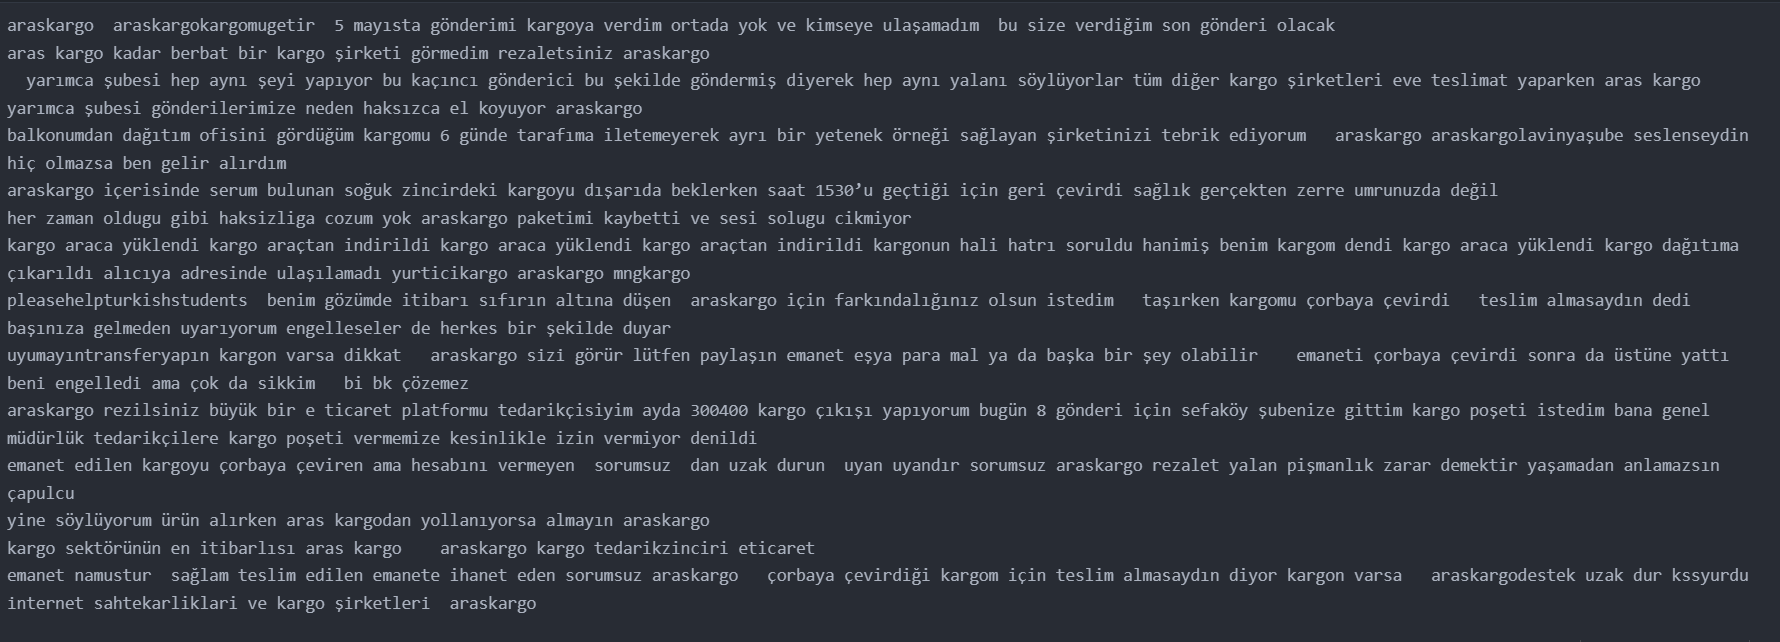 araskargo  araskargokargomugetir  5 mayısta gönderimi kargoya verdim ortada yok ve kimseye ulaşamadım  bu size verdiğim son gönderi olacak
aras kargo kadar berbat bir kargo şirketi görmedim rezaletsiniz araskargo
  yarımca şubesi hep aynı şeyi yapıyor bu kaçıncı gönderici bu şekilde göndermiş diyerek hep aynı yalanı söylüyorlar tüm diğer kargo şirketleri eve teslimat yaparken aras kargo
yarımca şubesi gönderilerimize neden haksızca el koyuyor araskargo
balkonumdan dağıtım ofisini gördüğüm kargomu 6 günde tarafıma iletemeyerek ayrı bir yetenek örneği sağlayan şirketinizi tebrik ediyorum   araskargo araskargolavinyaşube seslenseydin
hiç olmazsa ben gelir alırdım
araskargo içerisinde serum bulunan soğuk zincirdeki kargoyu dışarıda beklerken saat 1530’u geçtiği için geri çevirdi sağlık gerçekten zerre umrunuzda değil
her zaman oldugu gibi haksizliga cozum yok araskargo paketimi kaybetti ve sesi solugu cikmiyor
kargo araca yüklendi kargo araçtan indirildi kargo araca yüklendi kargo araçtan indirildi kargonun hali hatrı soruldu hanimiş benim kargom dendi kargo araca yüklendi kargo dağıtıma
çıkarıldı alıcıya adresinde ulaşılamadı yurticikargo araskargo mngkargo
pleasehelpturkishstudents  benim gözümde itibarı sıfırın altına düşen  araskargo için farkındalığınız olsun istedim   taşırken kargomu çorbaya çevirdi   teslim almasaydın dedi
başınıza gelmeden uyarıyorum engelleseler de herkes bir şekilde duyar
uyumayıntransferyapın kargon varsa dikkat   araskargo sizi görür lütfen paylaşın emanet eşya para mal ya da başka bir şey olabilir    emaneti çorbaya çevirdi sonra da üstüne yattı
beni engelledi ama çok da sikkim   bi bk çözemez
araskargo rezilsiniz büyük bir e ticaret platformu tedarikçisiyim ayda 300400 kargo çıkışı yapıyorum bugün 8 gönderi için sefaköy şubenize gittim kargo poşeti istedim bana genel
müdürlük tedarikçilere kargo poşeti vermemize kesinlikle izin vermiyor denildi
emanet edilen kargoyu çorbaya çeviren ama hesabını vermeyen  sorumsuz  dan uzak durun  uyan uyandır sorumsuz araskargo rezalet yalan pişmanlık zarar demektir yaşamadan anlamazsın
çapulcu
yine söylüyorum ürün alırken aras kargodan yollanıyorsa almayın araskargo
kargo sektörünün en itibarlısı aras kargo    araskargo kargo tedarikzinciri eticaret
emanet namustur  sağlam teslim edilen emanete ihanet eden sorumsuz araskargo   çorbaya çevirdiği kargom için teslim almasaydın diyor kargon varsa   araskargodestek uzak dur kssyurdu
internet sahtekarliklari ve kargo şirketleri  araskargo